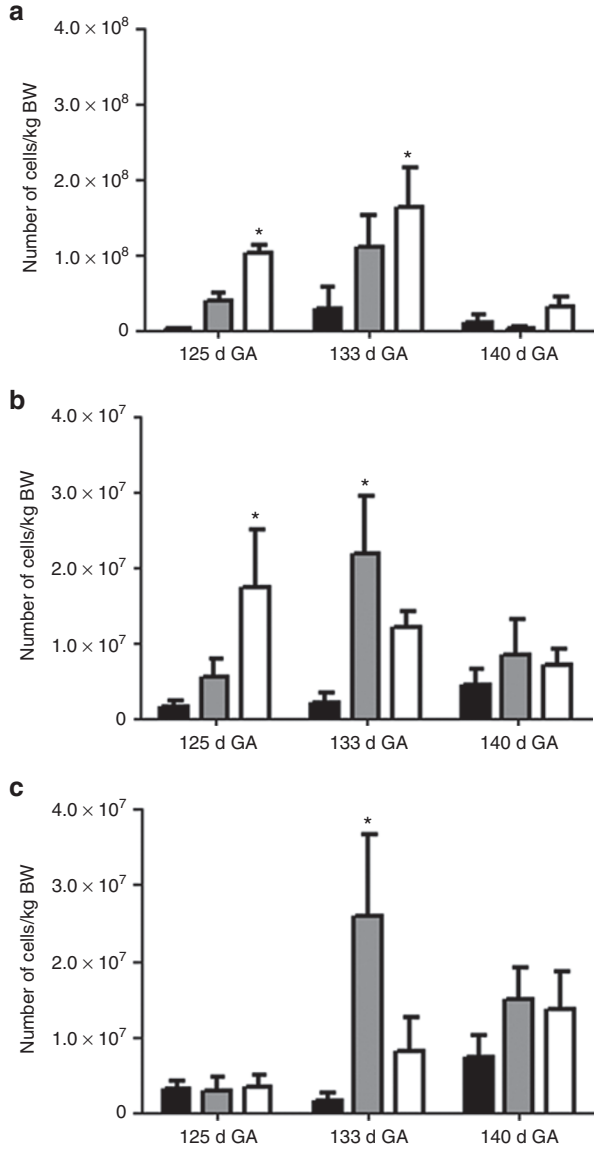 a
Number of cells/kg BW
4.0 × 10⁸
3.0 × 10⁸
2.0 × 10⁸
1.0 × 10⁸
0
*
*
125 d GA 133 d GA 140 d GA
b
Number of cells/kg BW
4.0 × 10⁷
3.0 × 10⁷
2.0 × 10⁷
1.0 × 10⁷
0
*
*
125 d GA 133 d GA 140 d GA
c
Number of cells/kg BW
4.0 × 10⁷
3.0 × 10⁷
2.0 × 10⁷
1.0 × 10⁷
0
*
125 d GA 133 d GA 140 d GA